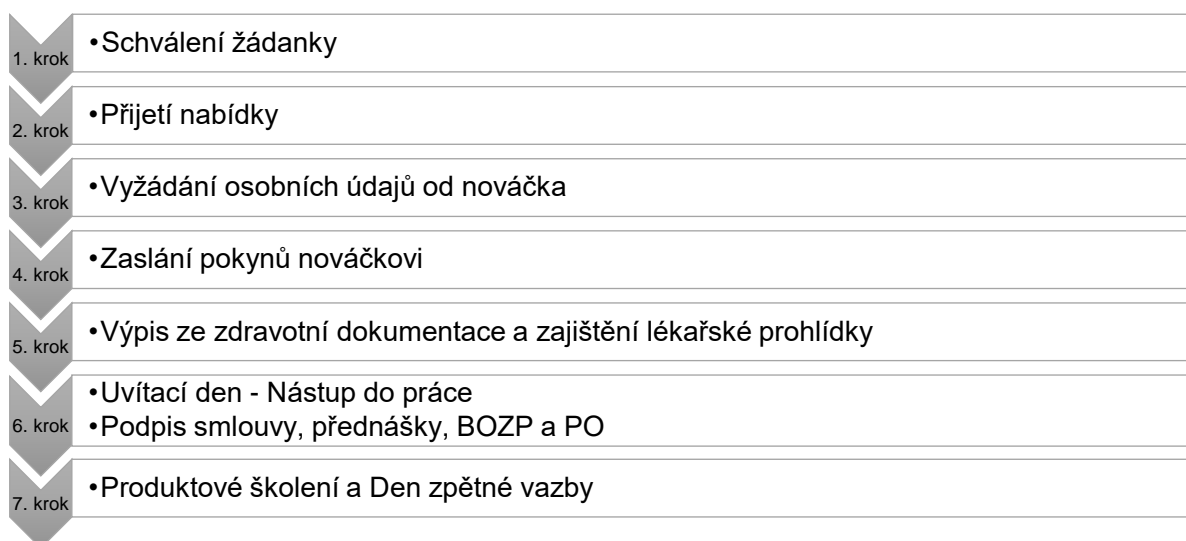 1. krok
•Schválení žádanky
2. krok
•Přijetí nabídky
3. krok
•Vyžádání osobních údajů od nováčka
4. krok
•Zaslání pokynů nováčkovi
5. krok
•Výpis ze zdravotní dokumentace a zajištění lékařské prohlídky
6. krok
•Uvítací den - Nástup do práce
•Podpis smlouvy, přednášky, BOZP a PO
7. krok
•Produktové školení a Den zpětné vazby